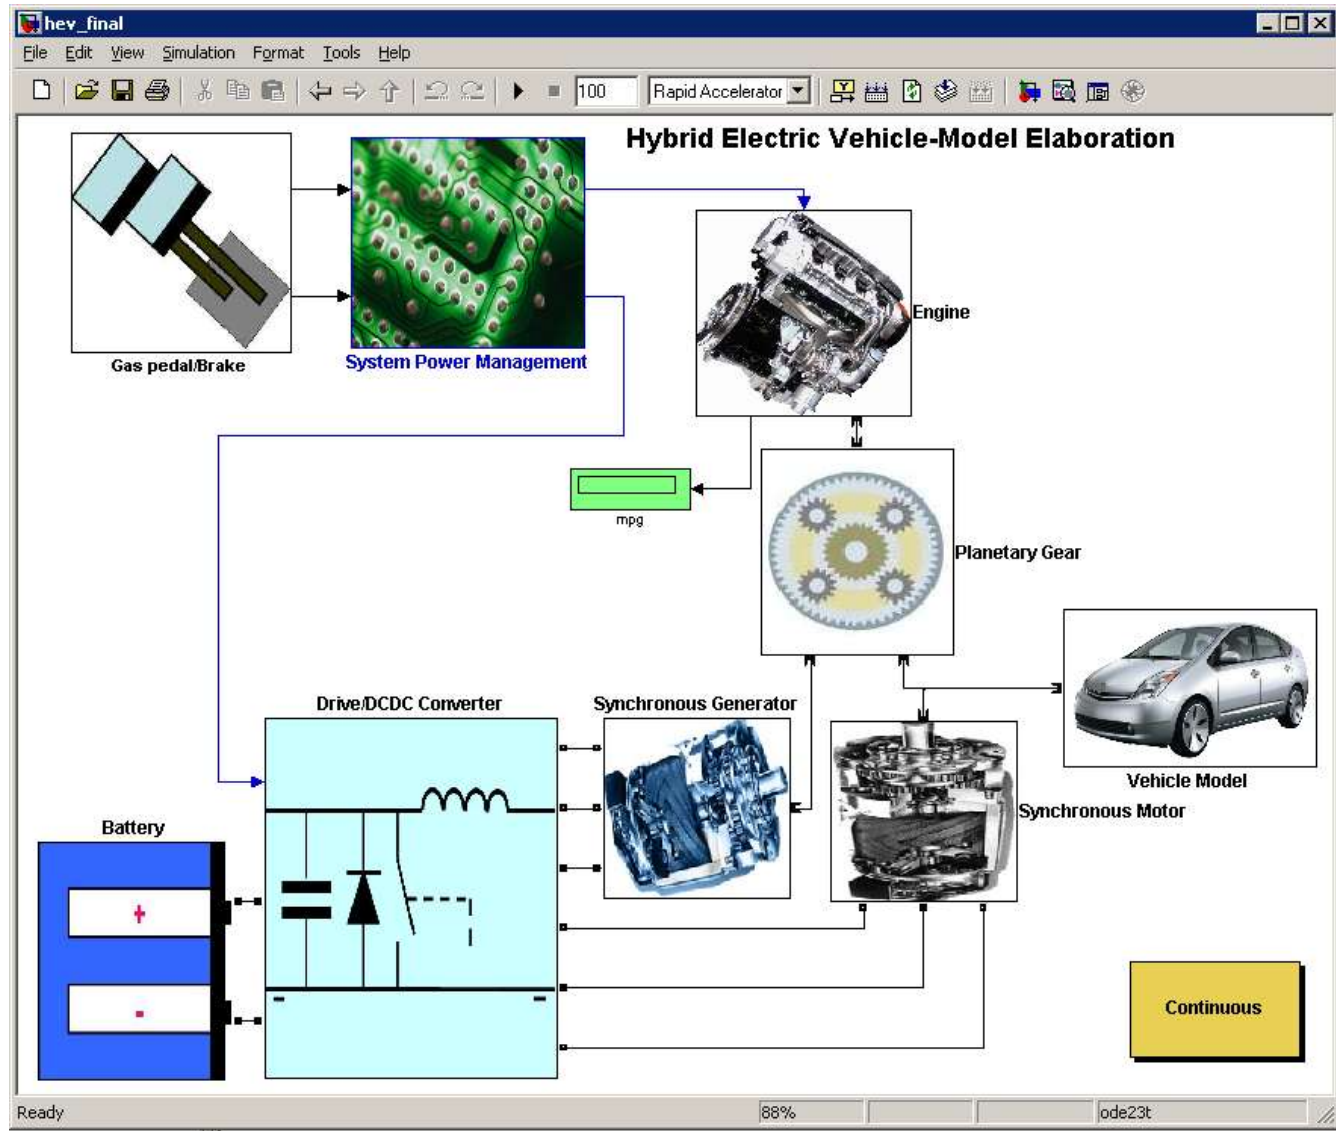 hev_final
File Edit View Simulation Format Tools Help
100 Rapid Accelerator
Hybrid Electric Vehicle-Model Elaboration
Gas pedal/Brake
System Power Management
Engine
mpg
Planetary Gear
Drive/DCDC Converter
Synchronous Generator
Vehicle Model
Synchronous Motor
Battery
+
-
Continuous
Ready 88% ode23t